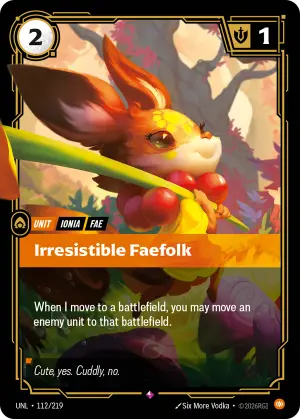 2
1
UNIT IONIA FAE
Irresistible Faefolk
When I move to a battlefield, you may move an
enemy unit to that battlefield.
Cute, yes. Cuddly, no.
UNL • 112/219
Six More Vodka • ©2026RGI